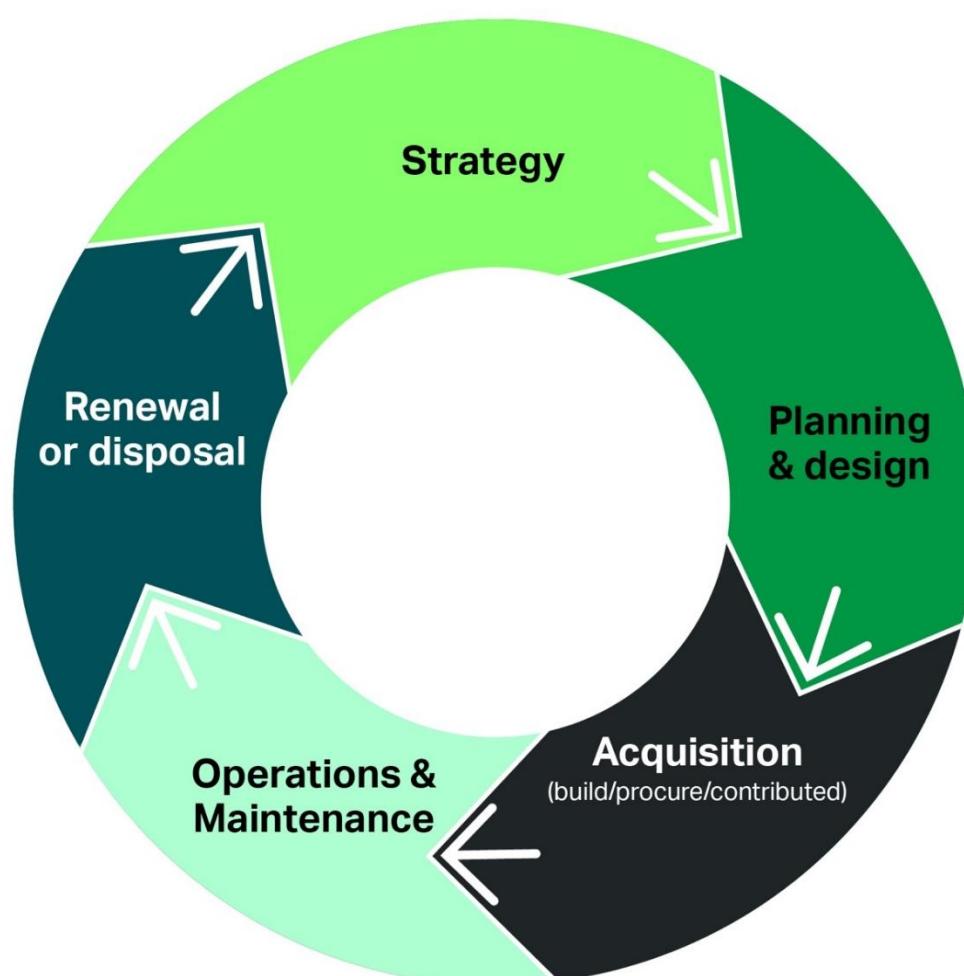 Strategy
Planning
& design
Acquisition
(build/procure/contributed)
Operations &
Maintenance
Renewal
or disposal